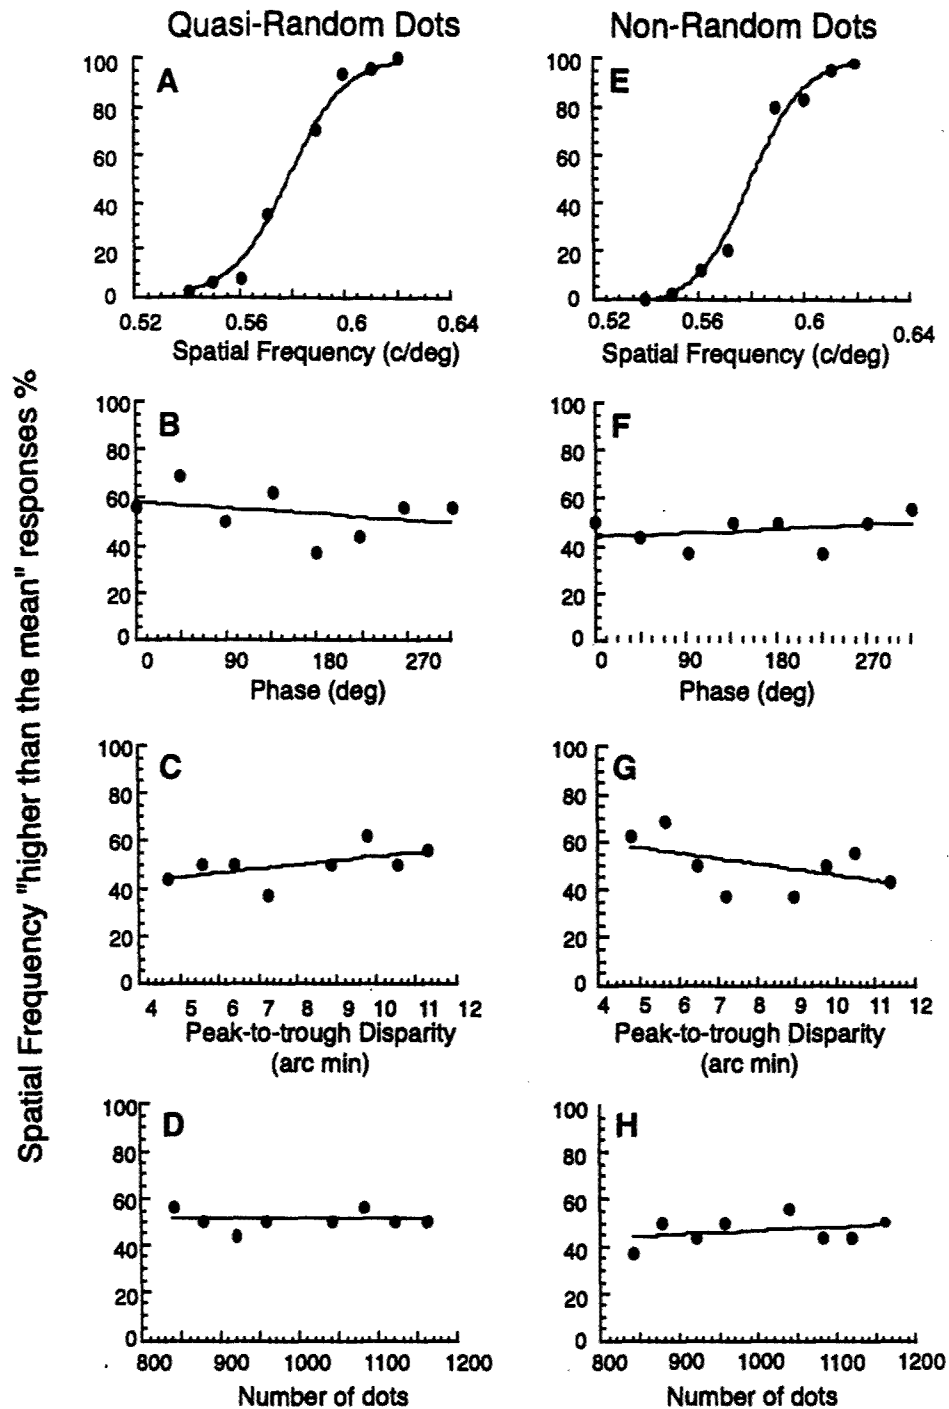 Quasi-Random Dots
Non-Random Dots
Spatial Frequency "higher than the mean" responses %
A
100
80
60
40
20
0
0.52 0.56 0.6 0.64
Spatial Frequency (c/deg)
E
100
80
60
40
20
0
0.52 0.56 0.6 0.64
Spatial Frequency (c/deg)
B
100
80
60
40
20
0
0 90 180 270
Phase (deg)
F
100
80
60
40
20
0
0 90 180 270
Phase (deg)
C
100
80
60
40
20
0
4 5 6 7 8 9 10 11 12
Peak-to-trough Disparity
(arc min)
G
100
80
60
40
20
0
4 5 6 7 8 9 10 11 12
Peak-to-trough Disparity
(arc min)
D
100
80
60
40
20
0
800 900 1000 1100 1200
Number of dots
H
100
80
60
40
20
0
800 900 1000 1100 1200
Number of dots